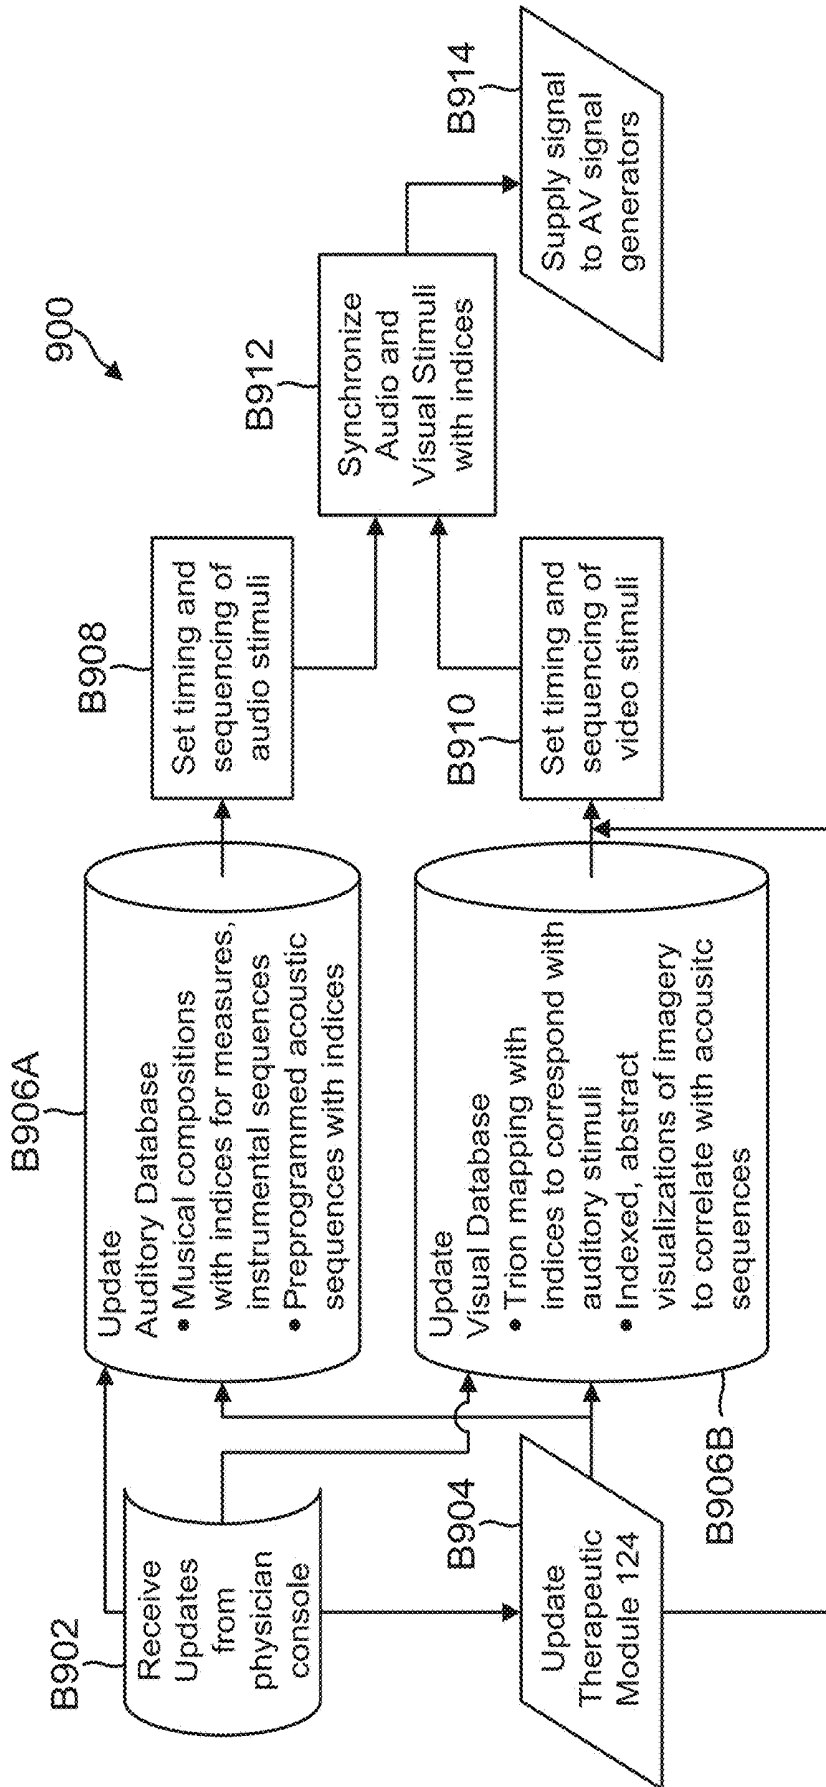 900
B902
Receive
Updates
from
physician
console
B904
Update
Therapeutic
Module 124
B906A
Update
Auditory Database
• Musical compositions
with indices for measures,
instrumental sequences
• Preprogrammed acoustic
sequences with indices
B906B
Update
Visual Database
• Trion mapping with
indices to correspond with
auditory stimuli
• Indexed, abstract
visualizations of imagery
to correlate with acousitc
sequences
B908
Set timing and
sequencing of
audio stimuli
B910
Set timing and
sequencing of
video stimuli
B912
Synchronize
Audio and
Visual Stimuli
with indices
B914
Supply signal
to AV signal
generators